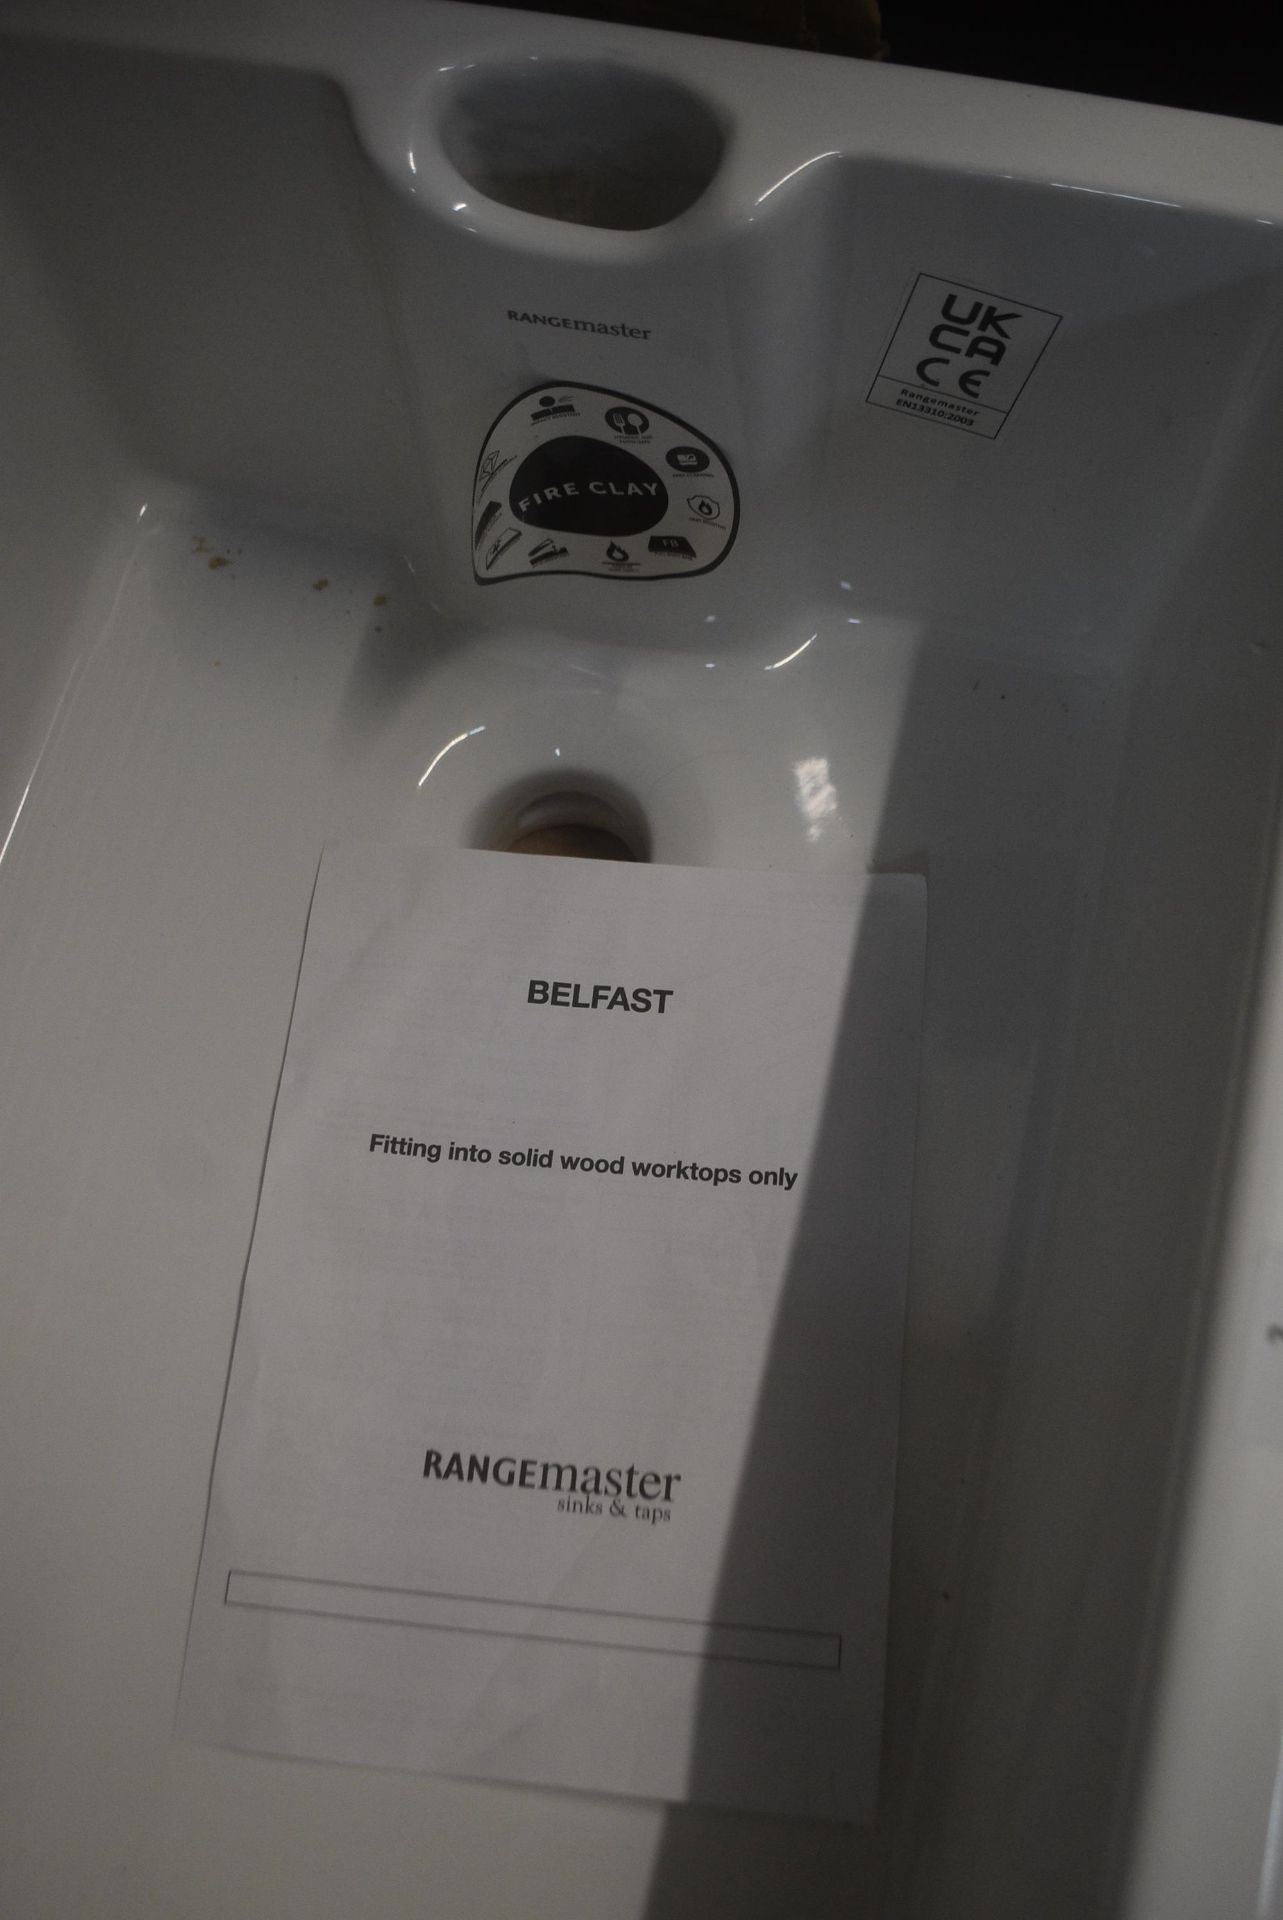 RANGEmaster
UK
CA
CE
Rangemaster
EN13310:2003
FIRE CLAY
FB
BELFAST
Fitting into solid wood worktops only
RANGEmaster
sinks & taps